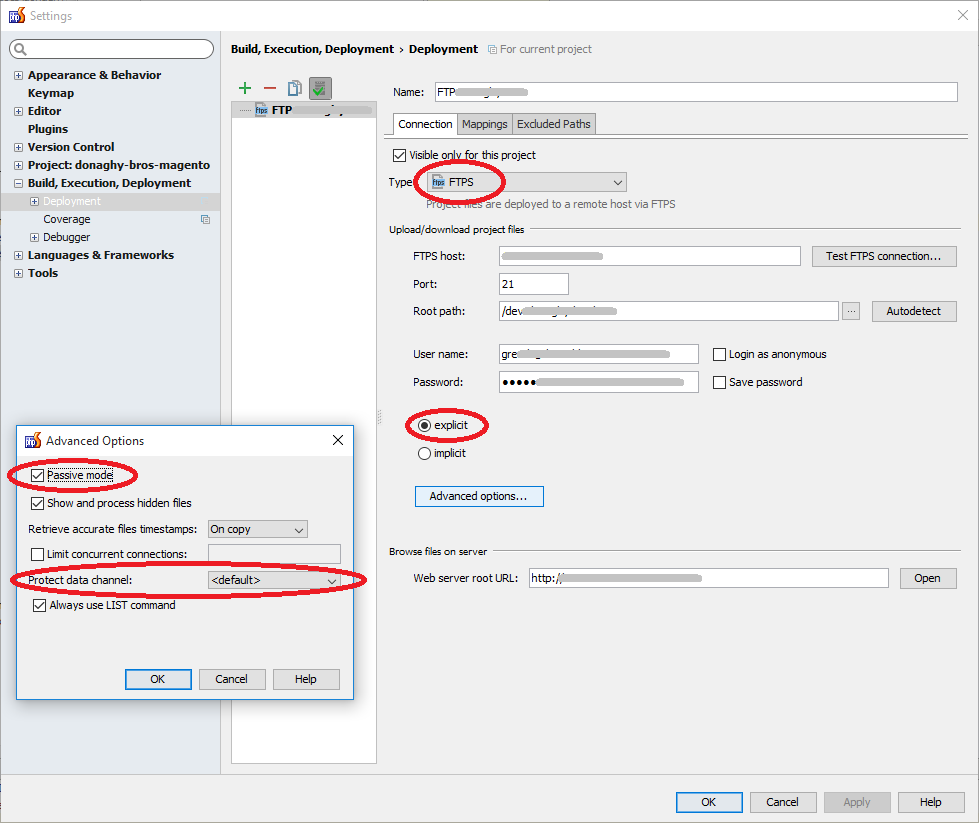 Settings
Build, Execution, Deployment › Deployment For current project
Appearance & Behavior
Keymap
Editor
Plugins
Version Control
Project: donaghy-bros-magento
Build, Execution, Deployment
Deployment
Coverage
Debugger
Languages & Frameworks
Tools
FTP
Name: FTP
Connection Mappings Excluded Paths
Visible only for this project
Type: FTPS
Project files are deployed to a remote host via FTPS
Upload/download project files
FTPS host: Test FTPS connection...
Port: 21
Root path: /dev ... Autodetect
User name: gre Login as anonymous
Password: ••••• Save password
explicit
implicit
Advanced options...
Browse files on server
Web server root URL: http:/ Open
Advanced Options
Passive mode
Show and process hidden files
Retrieve accurate files timestamps: On copy
Limit concurrent connections:
Protect data channel: <default>
Always use LIST command
OK Cancel Help
OK Cancel Apply Help